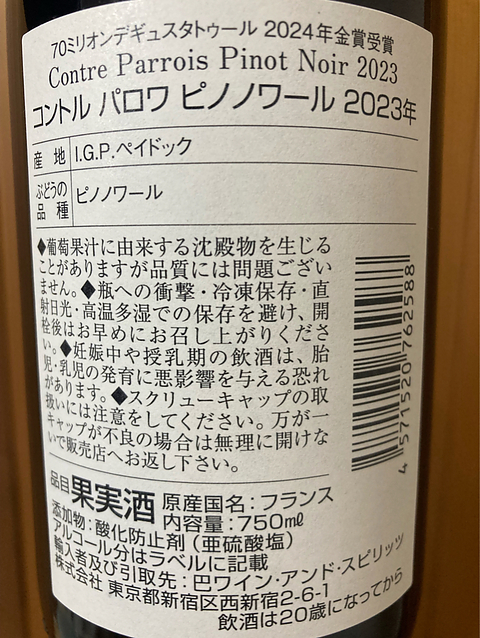 70ミリオンデギュスタトゥール 2024年金賞受賞
Contre Parrois Pinot Noir 2023
コントル パロワ ピノノワール 2023年
産 地 I.G.P.ペイドック
ぶどうの
品 種 ピノノワール
◆葡萄果汁に由来する沈殿物を生じる
ことがありますが品質には問題ござい
ません。◆瓶への衝撃・冷凍保存・直
射日光・高温多湿での保存を避け、開
栓後はお早めにお召し上がりくださ
い。◆妊娠中や授乳期の飲酒は、胎
児・乳児の発育に悪影響を与える恐れ
があります。◆スクリューキャップの取
扱いには注意をしてください。万が一
キャップが不良の場合は無理に開けな
いで販売店へお返し下さい。
4 571520 762588
品目 果実酒 原産国名：フランス
内容量：750㎖
添加物：酸化防止剤（亜硫酸塩）
アルコール分はラベルに記載
輸入者及び引取先：巴ワイン・アンド・スピリッツ
株式会社 東京都新宿区西新宿2-6-1
飲酒は20歳になってから